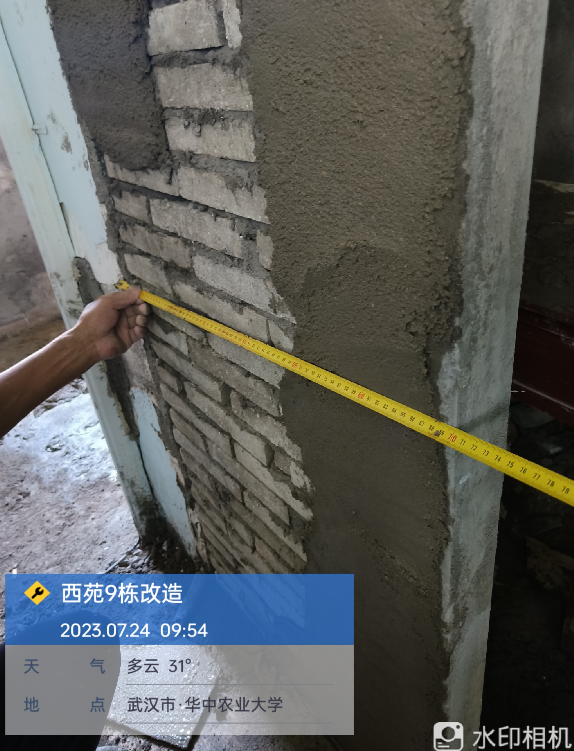 西苑9栋改造
2023.07.24 09:54
天 气 多云 31°
地 点 武汉市·华中农业大学
水印相机